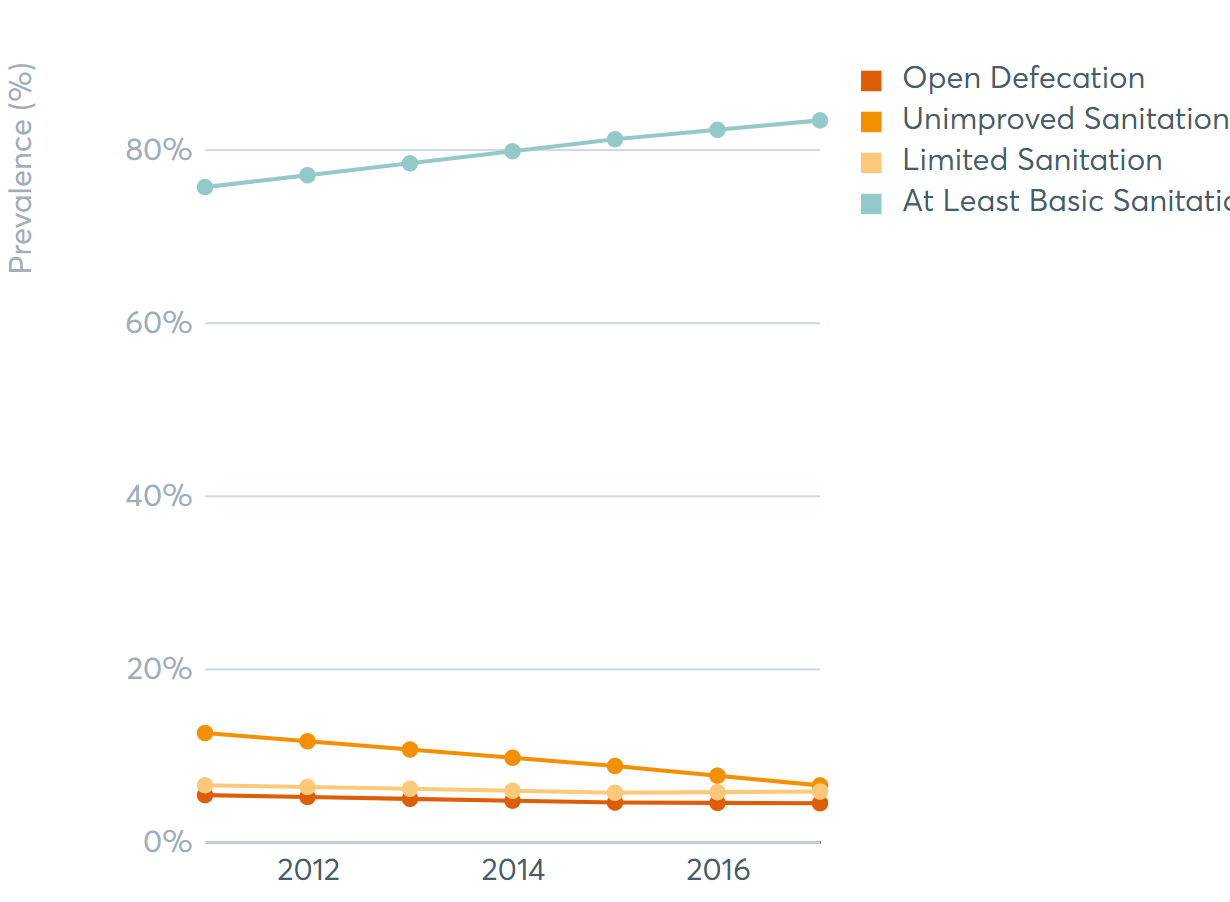 Prevalence (%)
80%
60%
40%
20%
0%
2012
2014
2016
Open Defecation
Unimproved Sanitation
Limited Sanitation
At Least Basic Sanitatio